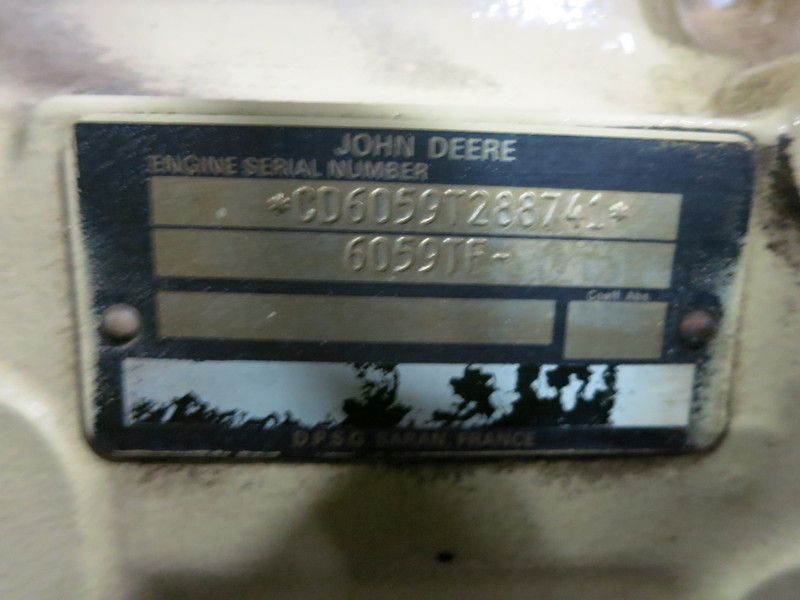 JOHN DEERE
ENGINE SERIAL NUMBER
*CD6059T288741*
6059TF-
Coeff. Abs
D.P.S.G. SARAN, FRANCE